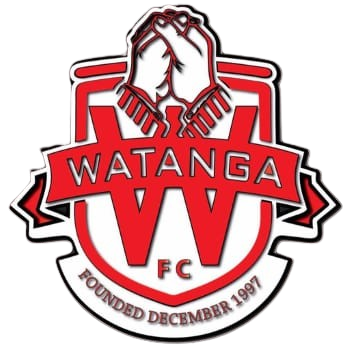 W
WATANGA
FC
FOUNDED DECEMBER 1997